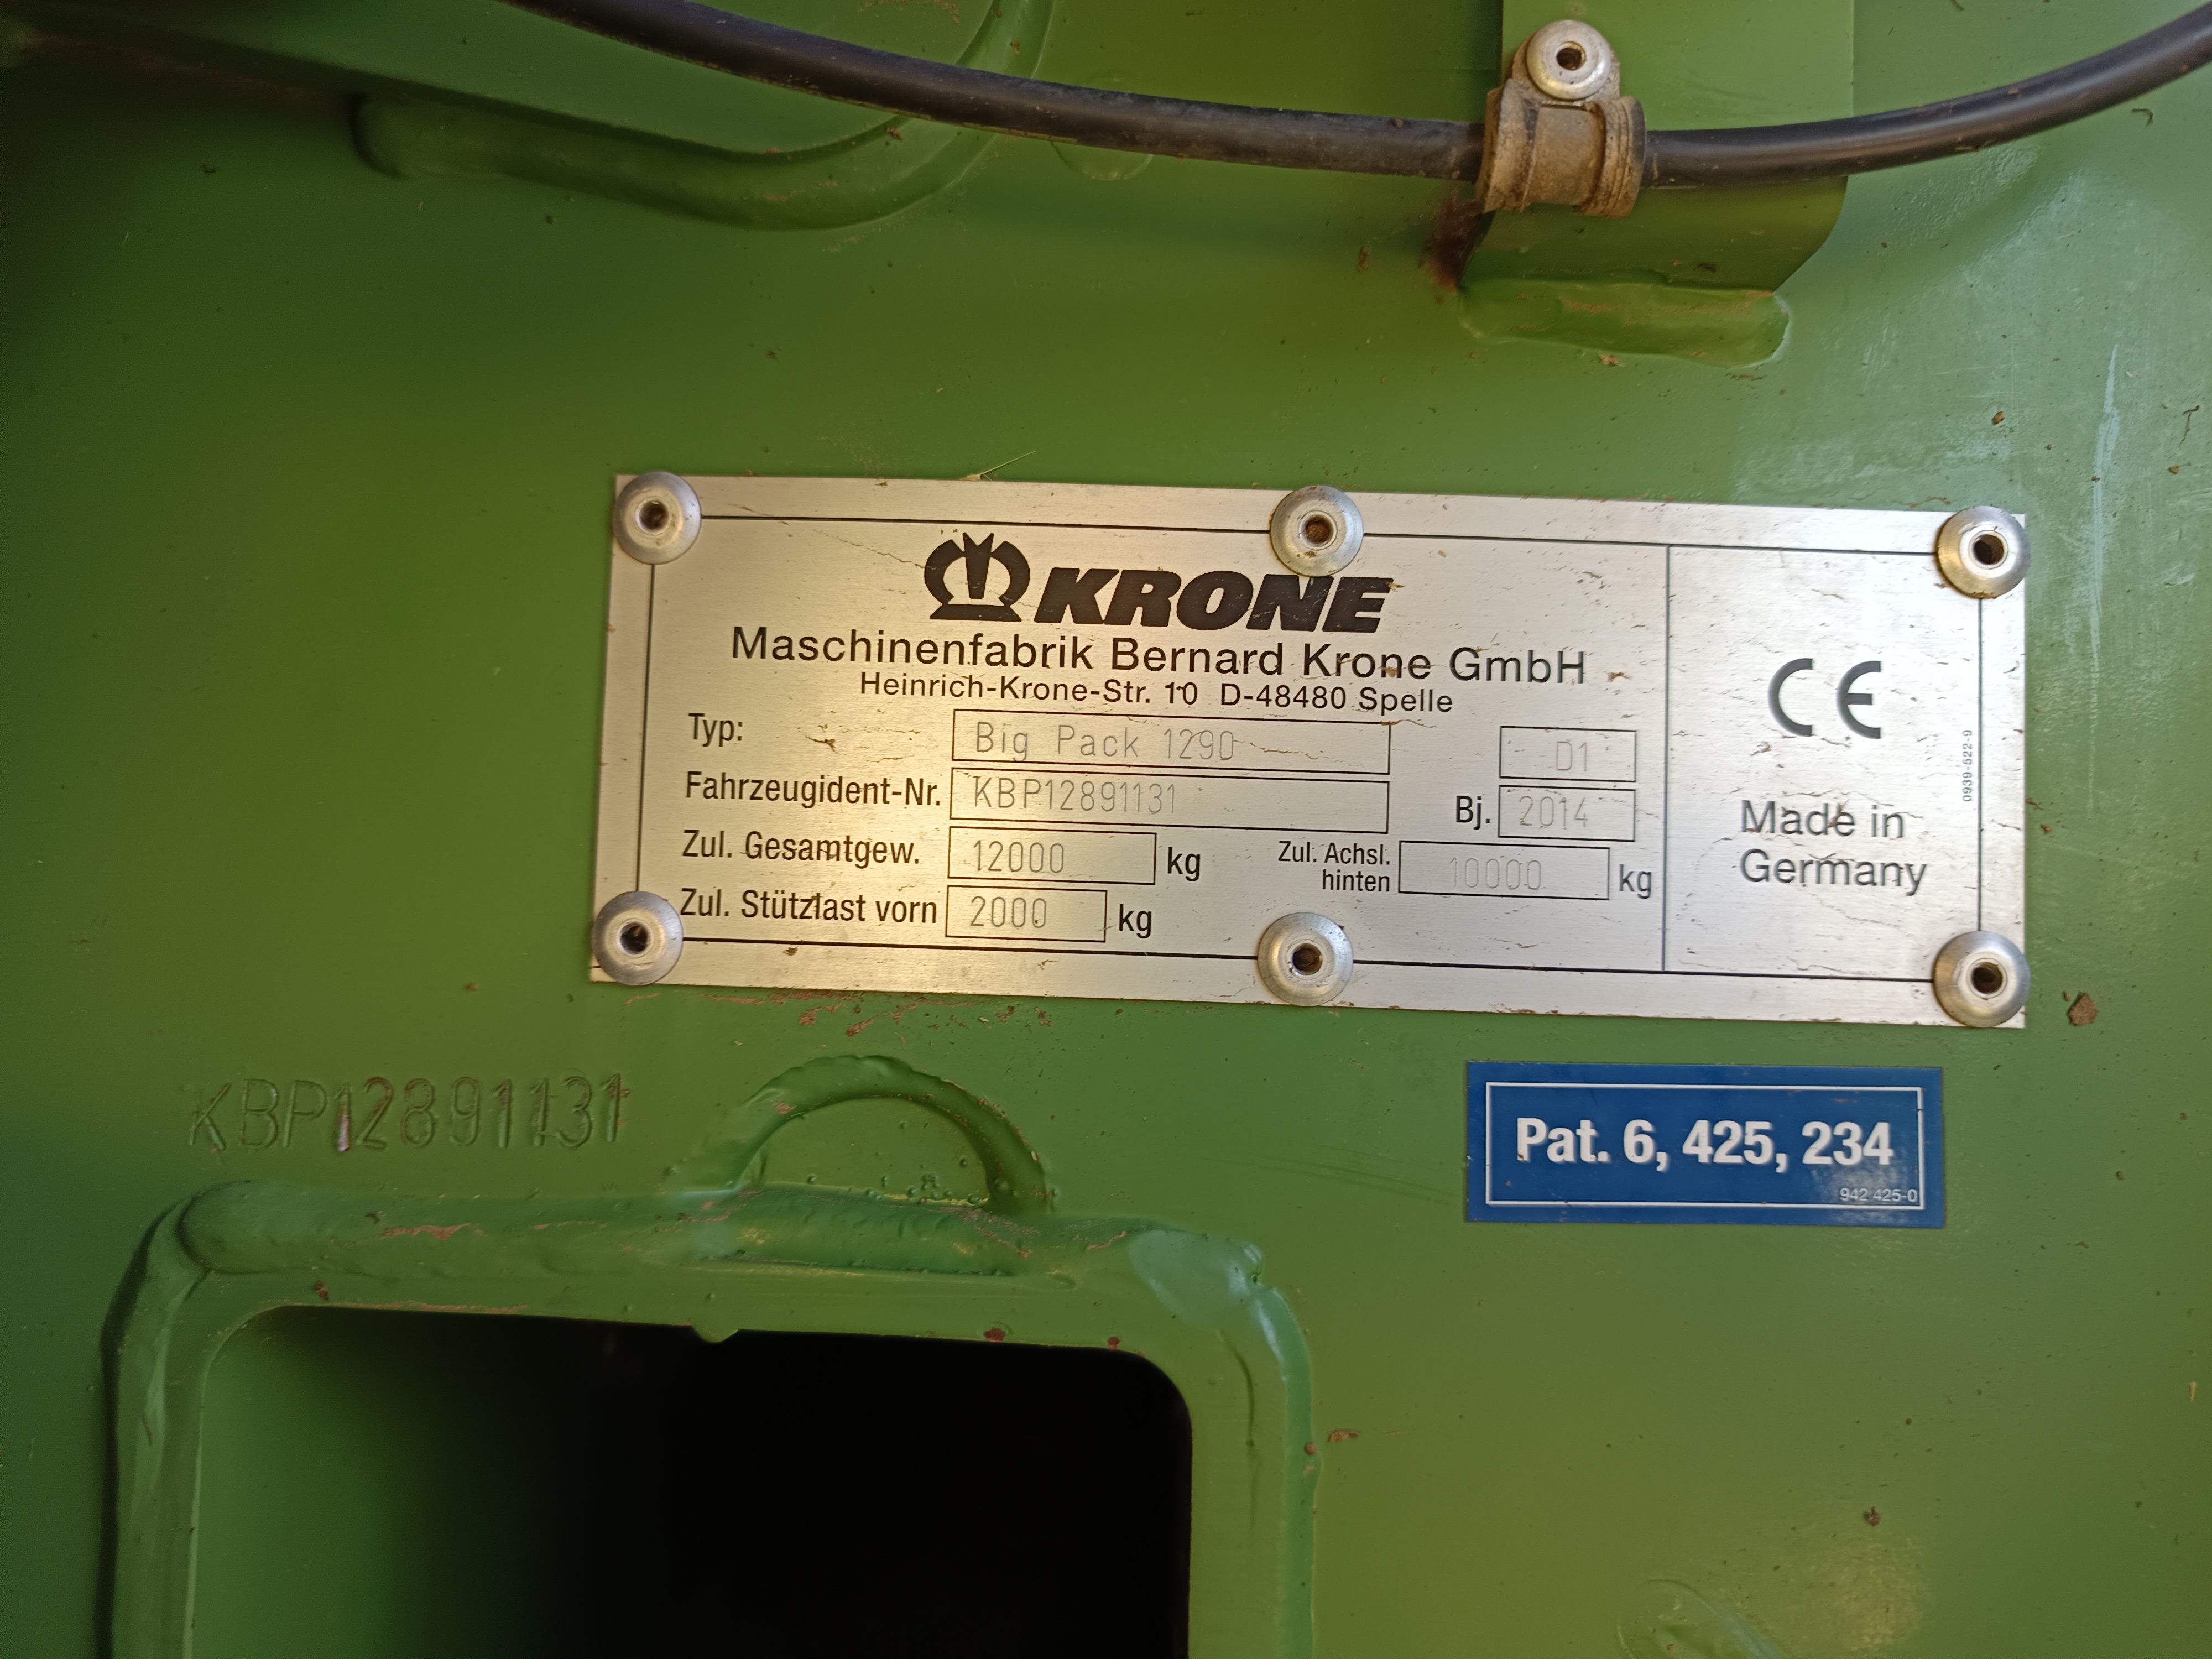 KRONE
Maschinenfabrik Bernard Krone GmbH
Heinrich-Krone-Str. 10 D-48480 Spelle
Typ: Big Pack 1290 D1
Fahrzeugident-Nr. KBP12891131 Bj. 2014
Zul. Gesamtgew. 12000 kg Zul. Achsl. hinten 10000 kg
Zul. Stützlast vorn 2000 kg
CE
Made in
Germany
0939-522-9
KBP12891131
Pat. 6, 425, 234
942 425-0